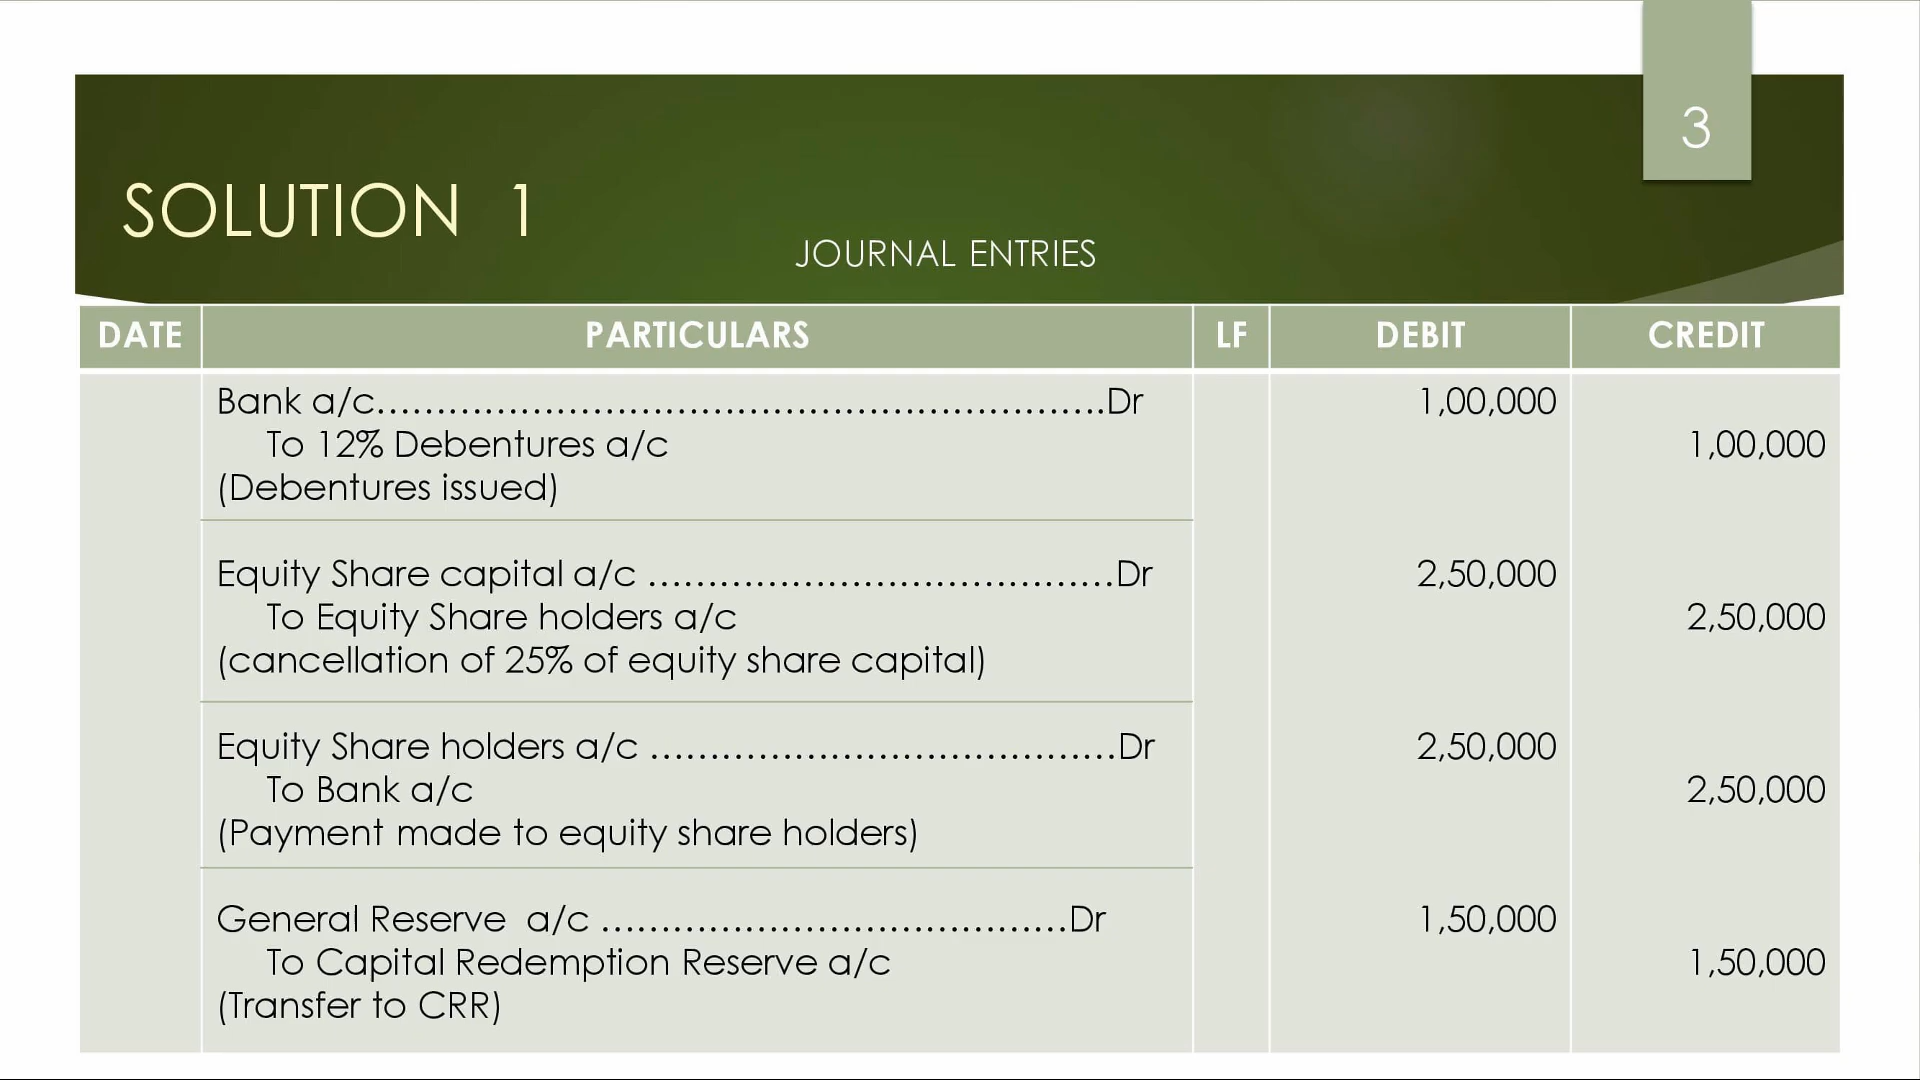 3
SOLUTION 1
JOURNAL ENTRIES
DATE PARTICULARS LF DEBIT CREDIT
Bank a/c…………………………………………………….Dr 1,00,000
To 12% Debentures a/c 1,00,000
(Debentures issued)
Equity Share capital a/c …………………………………Dr 2,50,000
To Equity Share holders a/c 2,50,000
(cancellation of 25% of equity share capital)
Equity Share holders a/c …………………………………Dr 2,50,000
To Bank a/c 2,50,000
(Payment made to equity share holders)
General Reserve a/c …………………………………Dr 1,50,000
To Capital Redemption Reserve a/c 1,50,000
(Transfer to CRR)